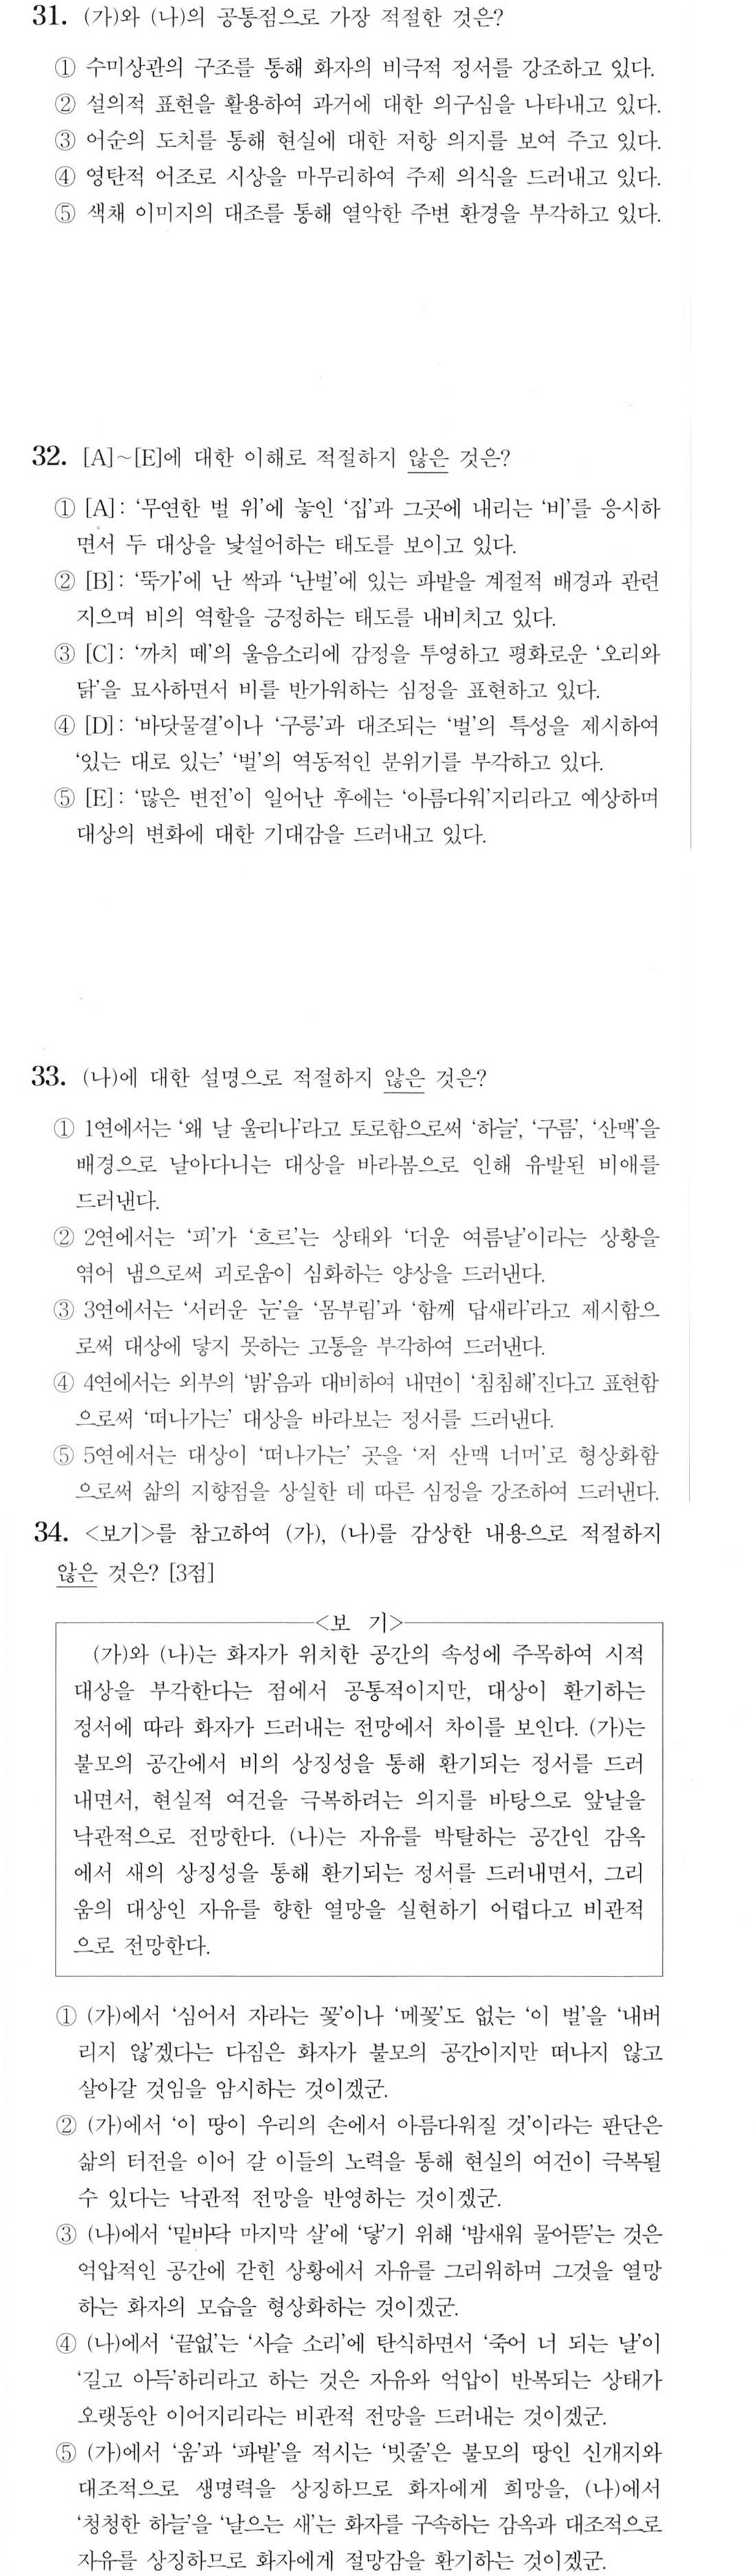 31. (가)와 (나)의 공통점으로 가장 적절한 것은?
① 수미상관의 구조를 통해 화자의 비극적 정서를 강조하고 있다.
② 설의적 표현을 활용하여 과거에 대한 의구심을 나타내고 있다.
③ 어순의 도치를 통해 현실에 대한 저항 의지를 보여 주고 있다.
④ 영탄적 어조로 시상을 마무리하여 주제 의식을 드러내고 있다.
⑤ 색채 이미지의 대조를 통해 열악한 주변 환경을 부각하고 있다.
32. [A]~[E]에 대한 이해로 적절하지 않은 것은?
① [A]: ‘무연한 벌 위’에 놓인 ‘집’과 그곳에 내리는 ‘비’를 응시하
면서 두 대상을 낯설어하는 태도를 보이고 있다.
② [B]: ‘뚝가’에 난 싹과 ‘난벌’에 있는 파밭을 계절적 배경과 관련
지으며 비의 역할을 긍정하는 태도를 내비치고 있다.
③ [C]: ‘까치 떼’의 울음소리에 감정을 투영하고 평화로운 ‘오리와
닭’을 묘사하면서 비를 반가워하는 심정을 표현하고 있다.
④ [D]: ‘바닷물결’이나 ‘구릉’과 대조되는 ‘벌’의 특성을 제시하여
‘있는 대로 있는’ ‘벌’의 역동적인 분위기를 부각하고 있다.
⑤ [E]: ‘많은 변전’이 일어난 후에는 ‘아름다워’지리라고 예상하며
대상의 변화에 대한 기대감을 드러내고 있다.
33. (나)에 대한 설명으로 적절하지 않은 것은?
① 1연에서는 ‘왜 날 울리나’라고 토로함으로써 ‘하늘’, ‘구름’, ‘산맥’을
배경으로 날아다니는 대상을 바라봄으로 인해 유발된 비애를
드러낸다.
② 2연에서는 ‘피’가 ‘흐르’는 상태와 ‘더운 여름날’이라는 상황을
엮어 냄으로써 괴로움이 심화하는 양상을 드러낸다.
③ 3연에서는 ‘서러운 눈’을 ‘몸부림’과 ‘함께 답새라’라고 제시함으
로써 대상에 닿지 못하는 고통을 부각하여 드러낸다.
④ 4연에서는 외부의 ‘밝’음과 대비하여 내면이 ‘침침해’진다고 표현함
으로써 ‘떠나가는’ 대상을 바라보는 정서를 드러낸다.
⑤ 5연에서는 대상이 ‘떠나가는’ 곳을 ‘저 산맥 너머’로 형상화함
으로써 삶의 지향점을 상실한 데 따른 심정을 강조하여 드러낸다.
34. <보기>를 참고하여 (가), (나)를 감상한 내용으로 적절하지
않은 것은? [3점]
<보 기>
(가)와 (나)는 화자가 위치한 공간의 속성에 주목하여 시적
대상을 부각한다는 점에서 공통적이지만, 대상이 환기하는
정서에 따라 화자가 드러내는 전망에서 차이를 보인다. (가)는
불모의 공간에서 비의 상징성을 통해 환기되는 정서를 드러
내면서, 현실적 여건을 극복하려는 의지를 바탕으로 앞날을
낙관적으로 전망한다. (나)는 자유를 박탈하는 공간인 감옥
에서 새의 상징성을 통해 환기되는 정서를 드러내면서, 그리
움의 대상인 자유를 향한 열망을 실현하기 어렵다고 비관적
으로 전망한다.
① (가)에서 ‘심어서 자라는 꽃’이나 ‘메꽃’도 없는 ‘이 벌’을 ‘내버
리지 않’겠다는 다짐은 화자가 불모의 공간이지만 떠나지 않고
살아갈 것임을 암시하는 것이겠군.
② (가)에서 ‘이 땅이 우리의 손에서 아름다워질 것’이라는 판단은
삶의 터전을 이어 갈 이들의 노력을 통해 현실의 여건이 극복될
수 있다는 낙관적 전망을 반영하는 것이겠군.
③ (나)에서 ‘밑바닥 마지막 살’에 ‘닿’기 위해 ‘밤새워 물어뜯’는 것은
억압적인 공간에 갇힌 상황에서 자유를 그리워하며 그것을 열망
하는 화자의 모습을 형상화하는 것이겠군.
④ (나)에서 ‘끝없’는 ‘사슬 소리’에 탄식하면서 ‘죽어 너 되는 날’이
‘길고 아득’하리라고 하는 것은 자유와 억압이 반복되는 상태가
오랫동안 이어지리라는 비관적 전망을 드러내는 것이겠군.
⑤ (가)에서 ‘움’과 ‘파밭’을 적시는 ‘빗줄’은 불모의 땅인 신개지와
대조적으로 생명력을 상징하므로 화자에게 희망을, (나)에서
‘청청한 하늘’을 ‘날으는 새’는 화자를 구속하는 감옥과 대조적으로
자유를 상징하므로 화자에게 절망감을 환기하는 것이겠군.